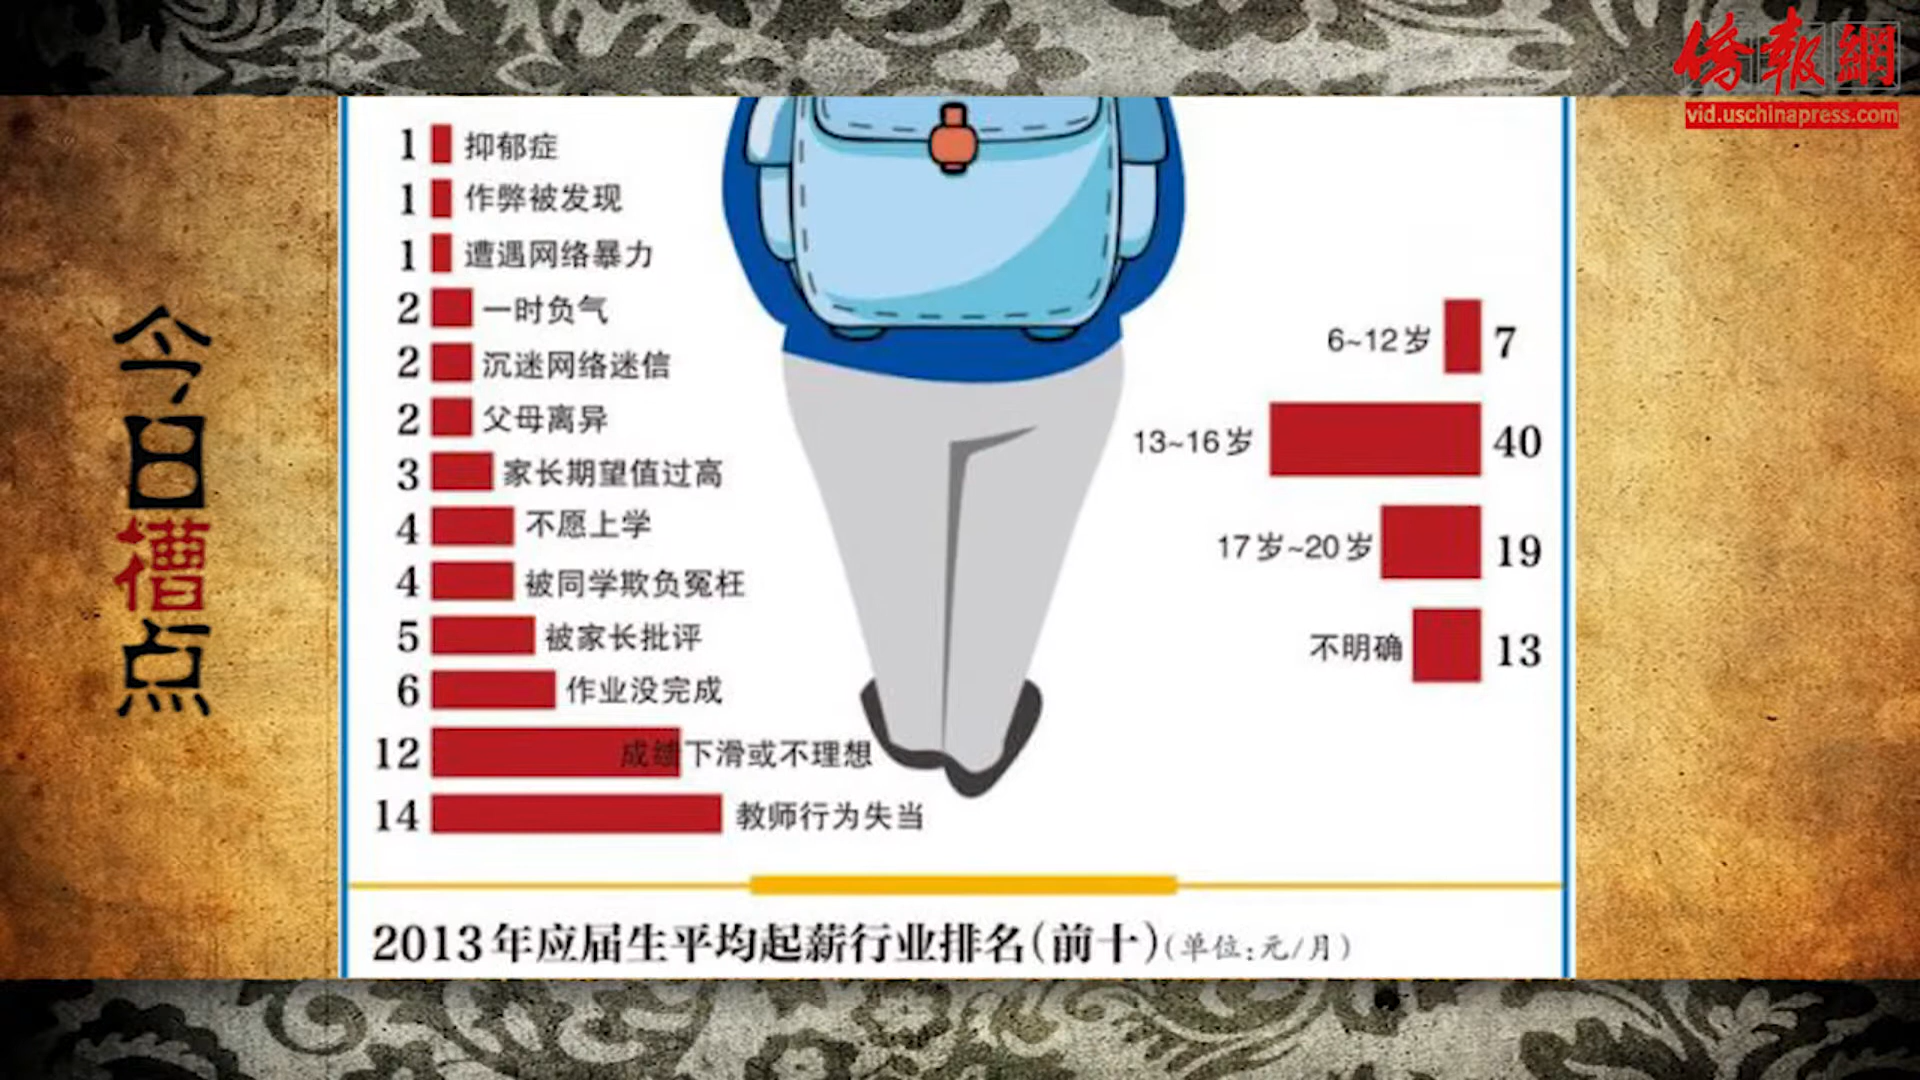 僑報網
vid.uschinapress.com
今日槽点
1 抑郁症
1 作弊被发现
1 遭遇网络暴力
2 一时负气
2 沉迷网络迷信
2 父母离异
3 家长期望值过高
4 不愿上学
4 被同学欺负冤枉
5 被家长批评
6 作业没完成
12 成绩下滑或不理想
14 教师行为失当
6~12岁 7
13~16岁 40
17岁~20岁 19
不明确 13
2013年应届生平均起薪行业排名(前十)(单位:元/月)